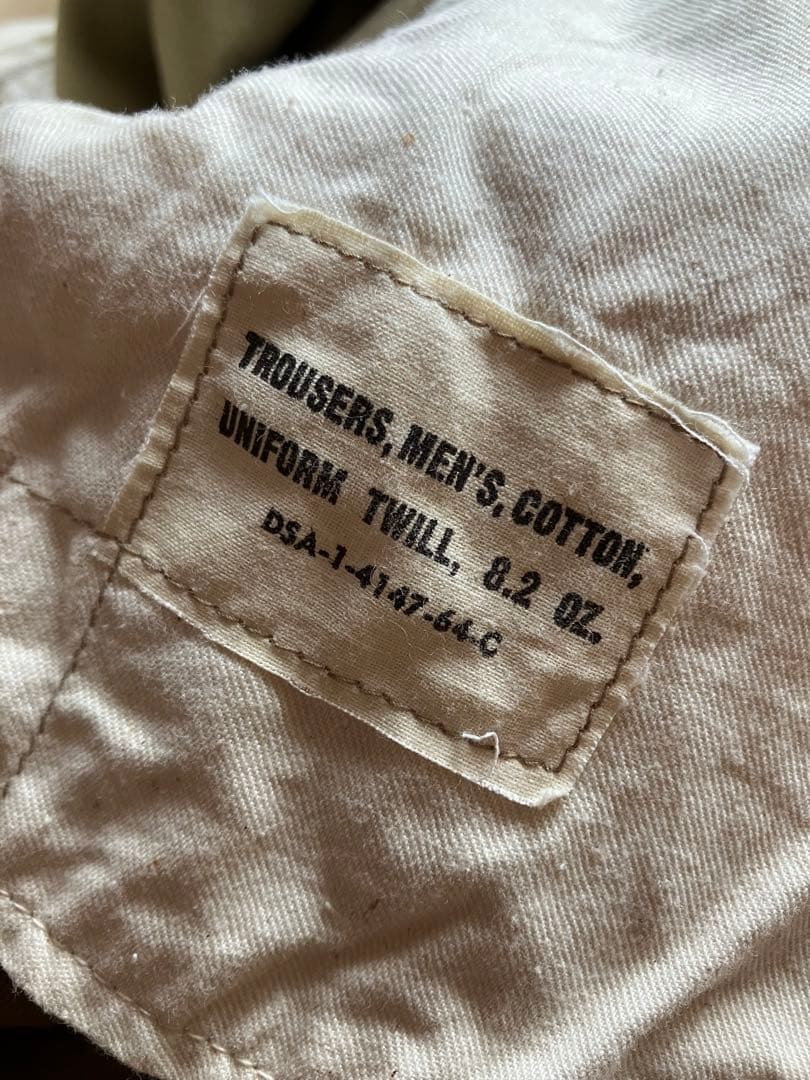 TROUSERS, MEN'S, COTTON,
UNIFORM TWILL, 8.2 OZ.
DSA-1-4147-64-C